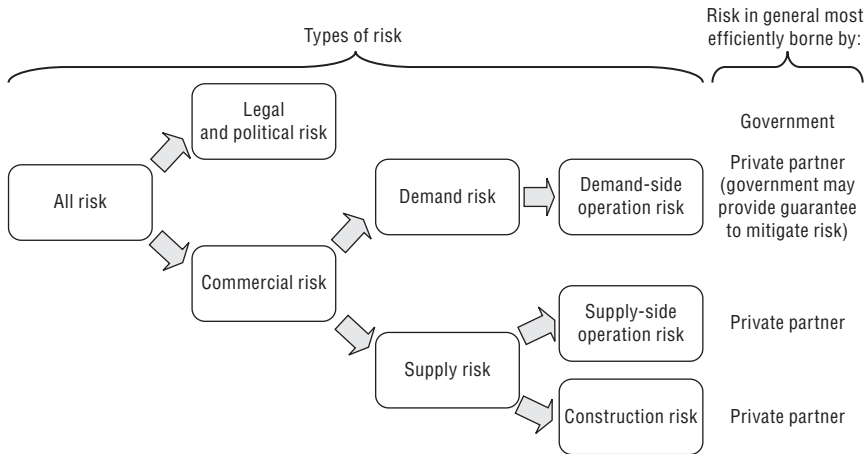 Types of risk
Risk in general most
efficiently borne by:
Legal
and political risk
Government
All risk
Demand risk
Demand-side
operation risk
Private partner
(government may
provide guarantee
to mitigate risk)
Commercial risk
Supply-side
operation risk
Private partner
Supply risk
Construction risk
Private partner